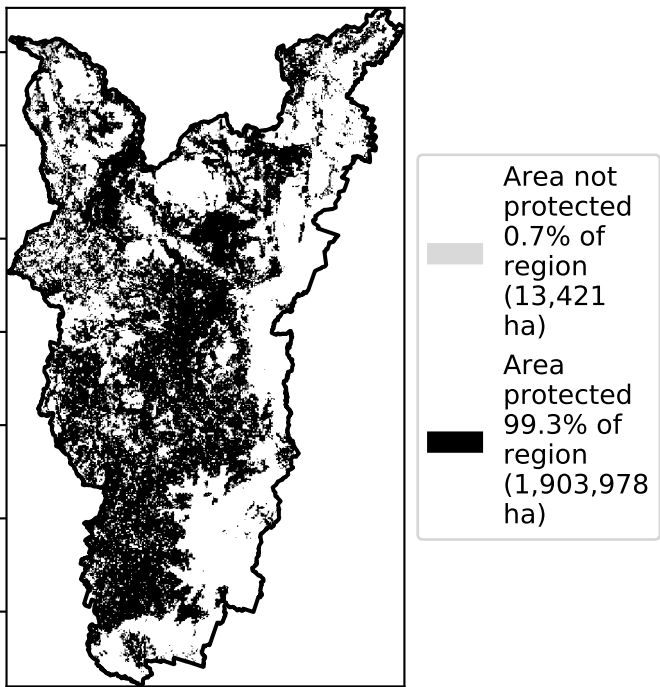 Area not
protected
0.7% of
region
(13,421
ha)
Area
protected
99.3% of
region
(1,903,978
ha)